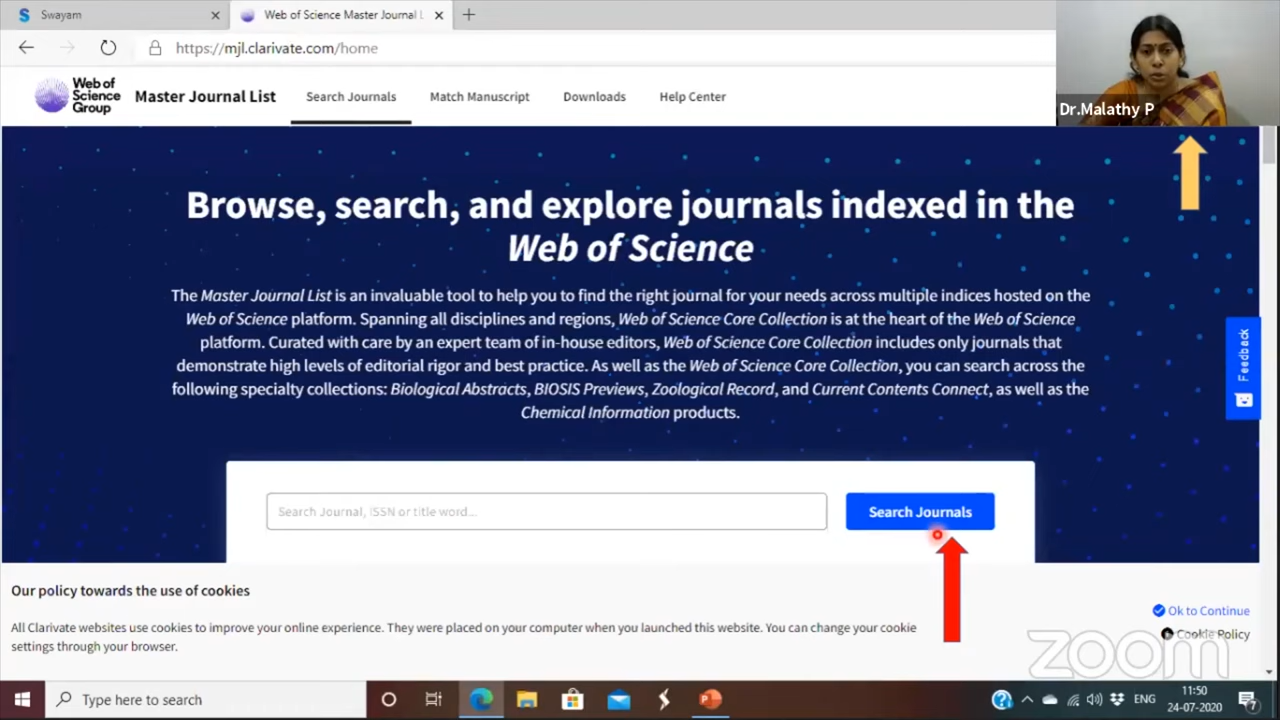 Swayam
Web of Science Master Journal L
https://mjl.clarivate.com/home
Web of
Science
Group
Master Journal List
Search Journals
Match Manuscript
Downloads
Help Center
Dr.Malathy P
Browse, search, and explore journals indexed in the
Web of Science
The Master Journal List is an invaluable tool to help you to find the right journal for your needs across multiple indices hosted on the
Web of Science platform. Spanning all disciplines and regions, Web of Science Core Collection is at the heart of the Web of Science
platform. Curated with care by an expert team of in-house editors, Web of Science Core Collection includes only journals that
demonstrate high levels of editorial rigor and best practice. As well as the Web of Science Core Collection, you can search across the
following specialty collections: Biological Abstracts, BIOSIS Previews, Zoological Record, and Current Contents Connect, as well as the
Chemical Information products.
Feedback
Search Journal, ISSN or title word...
Search Journals
Our policy towards the use of cookies
All Clarivate websites use cookies to improve your online experience. They were placed on your computer when you launched this website. You can change your cookie
settings through your browser.
Ok to Continue
Cookie Policy
zoom
Type here to search
ENG
11:50
24-07-2020
7